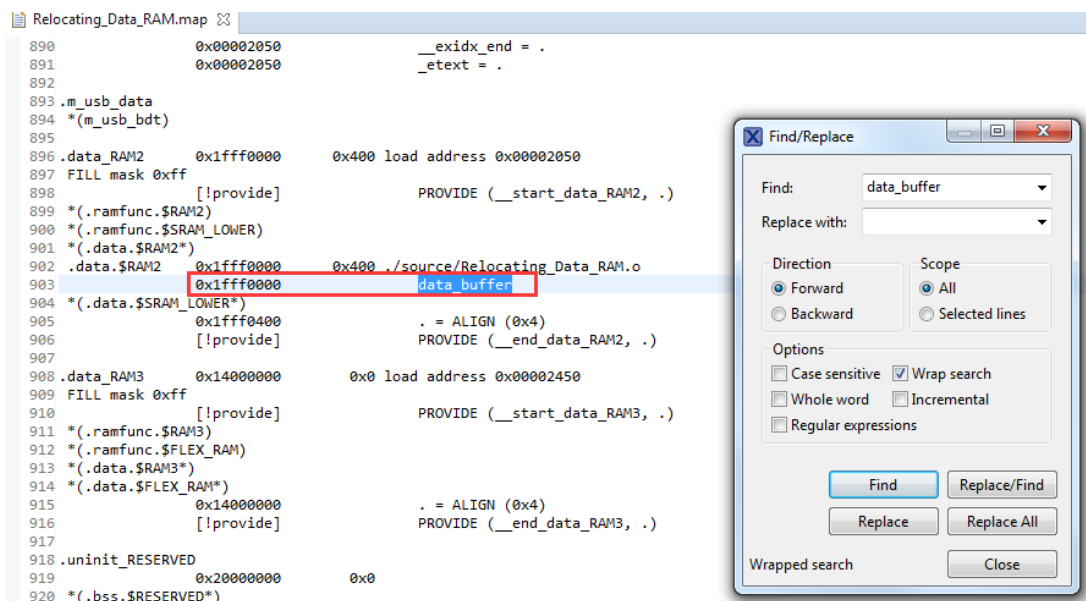 Relocating_Data_RAM.map
890 0x00002050 __exidx_end = .
891 0x00002050 _etext = .
892
893 .m_usb_data
894 *(m_usb_bdt)
895
896 .data_RAM2 0x1fff0000 0x400 load address 0x00002050
897 FILL mask 0xff
898 [!provide] PROVIDE (__start_data_RAM2, .)
899 *(.ramfunc.$RAM2)
900 *(.ramfunc.$SRAM_LOWER)
901 *(.data.$RAM2*)
902 .data.$RAM2 0x1fff0000 0x400 ./source/Relocating_Data_RAM.o
903 0x1fff0000 data_buffer
904 *(.data.$SRAM_LOWER*)
905 0x1fff0400 . = ALIGN (0x4)
906 [!provide] PROVIDE (__end_data_RAM2, .)
907
908 .data_RAM3 0x14000000 0x0 load address 0x00002450
909 FILL mask 0xff
910 [!provide] PROVIDE (__start_data_RAM3, .)
911 *(.ramfunc.$RAM3)
912 *(.ramfunc.$FLEX_RAM)
913 *(.data.$RAM3*)
914 *(.data.$FLEX_RAM*)
915 0x14000000 . = ALIGN (0x4)
916 [!provide] PROVIDE (__end_data_RAM3, .)
917
918 .uninit_RESERVED
919 0x20000000 0x0
920 *(.bss.$RESERVED*)
Find/Replace
Find: data_buffer
Replace with:
Direction Scope
Forward All
Backward Selected lines
Options
Case sensitive Wrap search
Whole word Incremental
Regular expressions
Find Replace/Find
Replace Replace All
Wrapped search Close